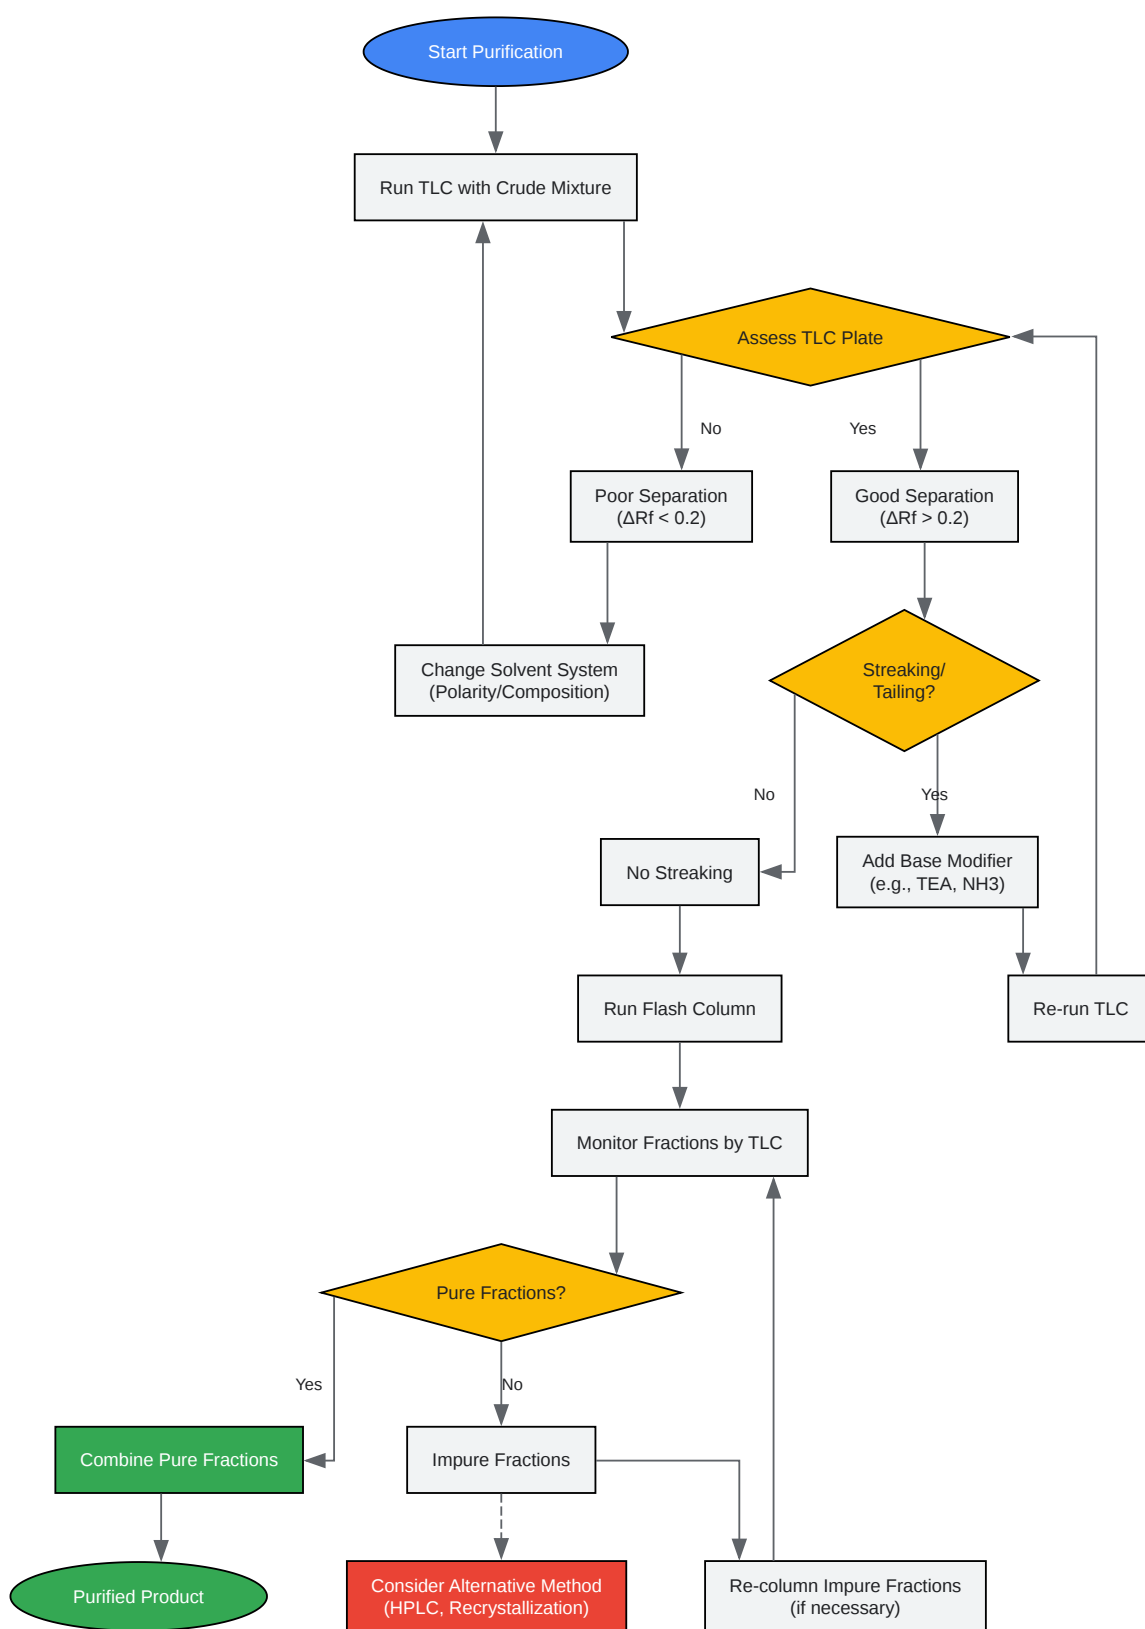 Start Purification
Run TLC with Crude Mixture
Assess TLC Plate
No
Yes
Poor Separation
(ΔRf < 0.2)
Good Separation
(ΔRf > 0.2)
Change Solvent System
(Polarity/Composition)
Streaking/
Tailing?
No
Yes
No Streaking
Add Base Modifier
(e.g., TEA, NH3)
Run Flash Column
Re-run TLC
Monitor Fractions by TLC
Pure Fractions?
Yes
No
Combine Pure Fractions
Impure Fractions
Purified Product
Consider Alternative Method
(HPLC, Recrystallization)
Re-column Impure Fractions
(if necessary)